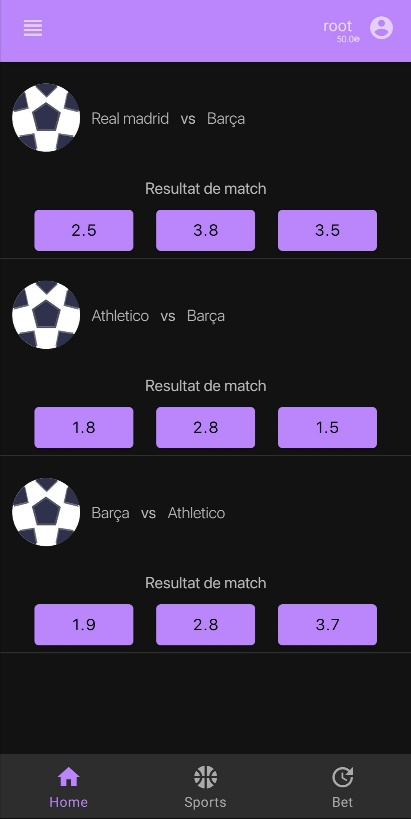 root
50.0
Real madrid vs Barça
Resultat de match
2.5 3.8 3.5
Athletico vs Barça
Resultat de match
1.8 2.8 1.5
Barça vs Athletico
Resultat de match
1.9 2.8 3.7
Home Sports Bet